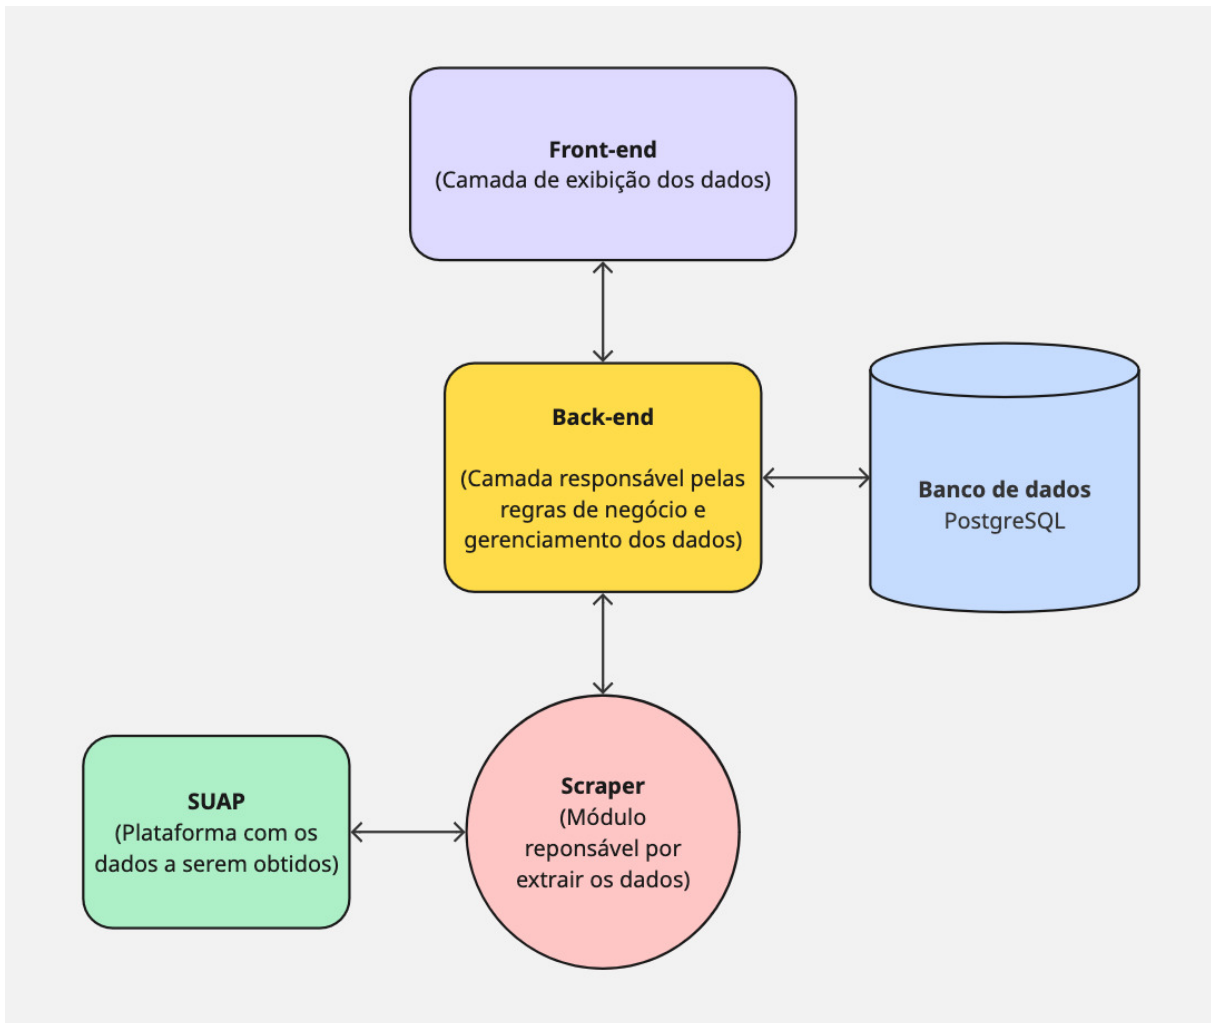 Front-end
(Camada de exibição dos dados)
Back-end
(Camada responsável pelas
regras de negócio e
gerenciamento dos dados)
Banco de dados
PostgreSQL
SUAP
(Plataforma com os
dados a serem obtidos)
Scraper
(Módulo
reponsável por
extrair os dados)